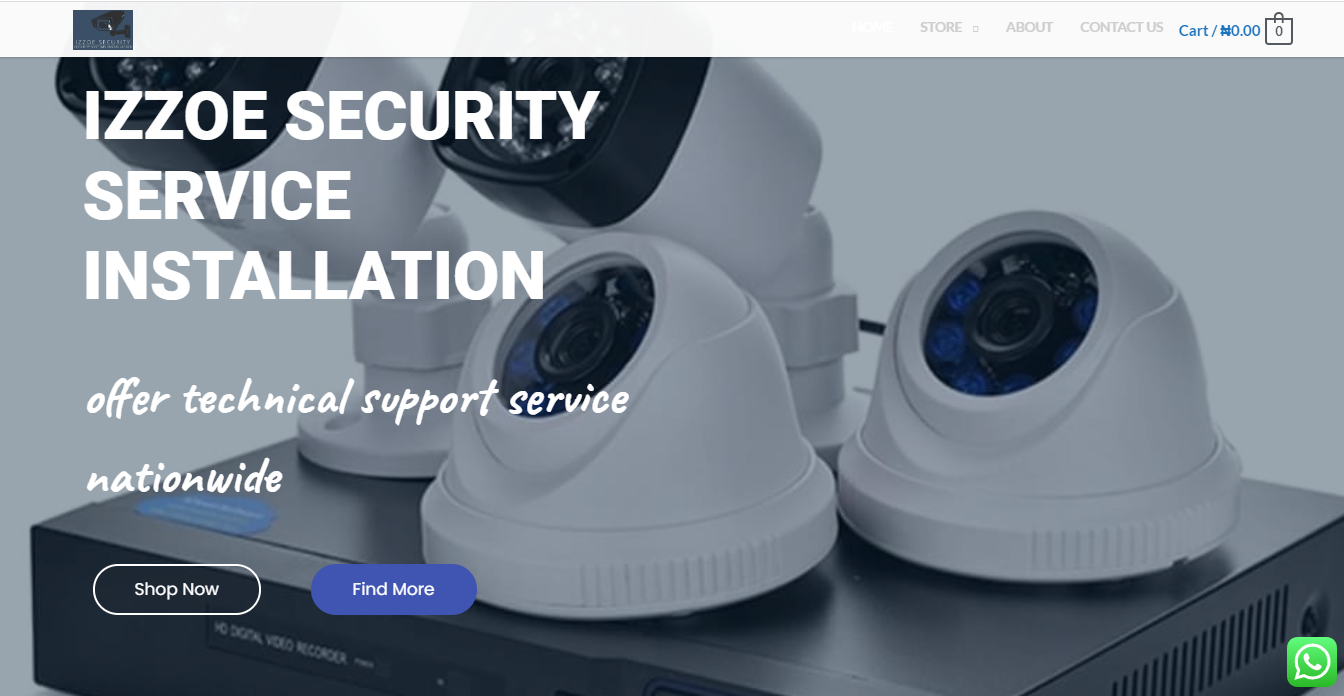 IZZOE SECURITY
HOME STORE ABOUT CONTACT US Cart / ₦0.00 0
IZZOE SECURITY
SERVICE
INSTALLATION
offer technical support service
nationwide
Shop Now Find More
HD DIGITAL VIDEO RECORDER
POWER